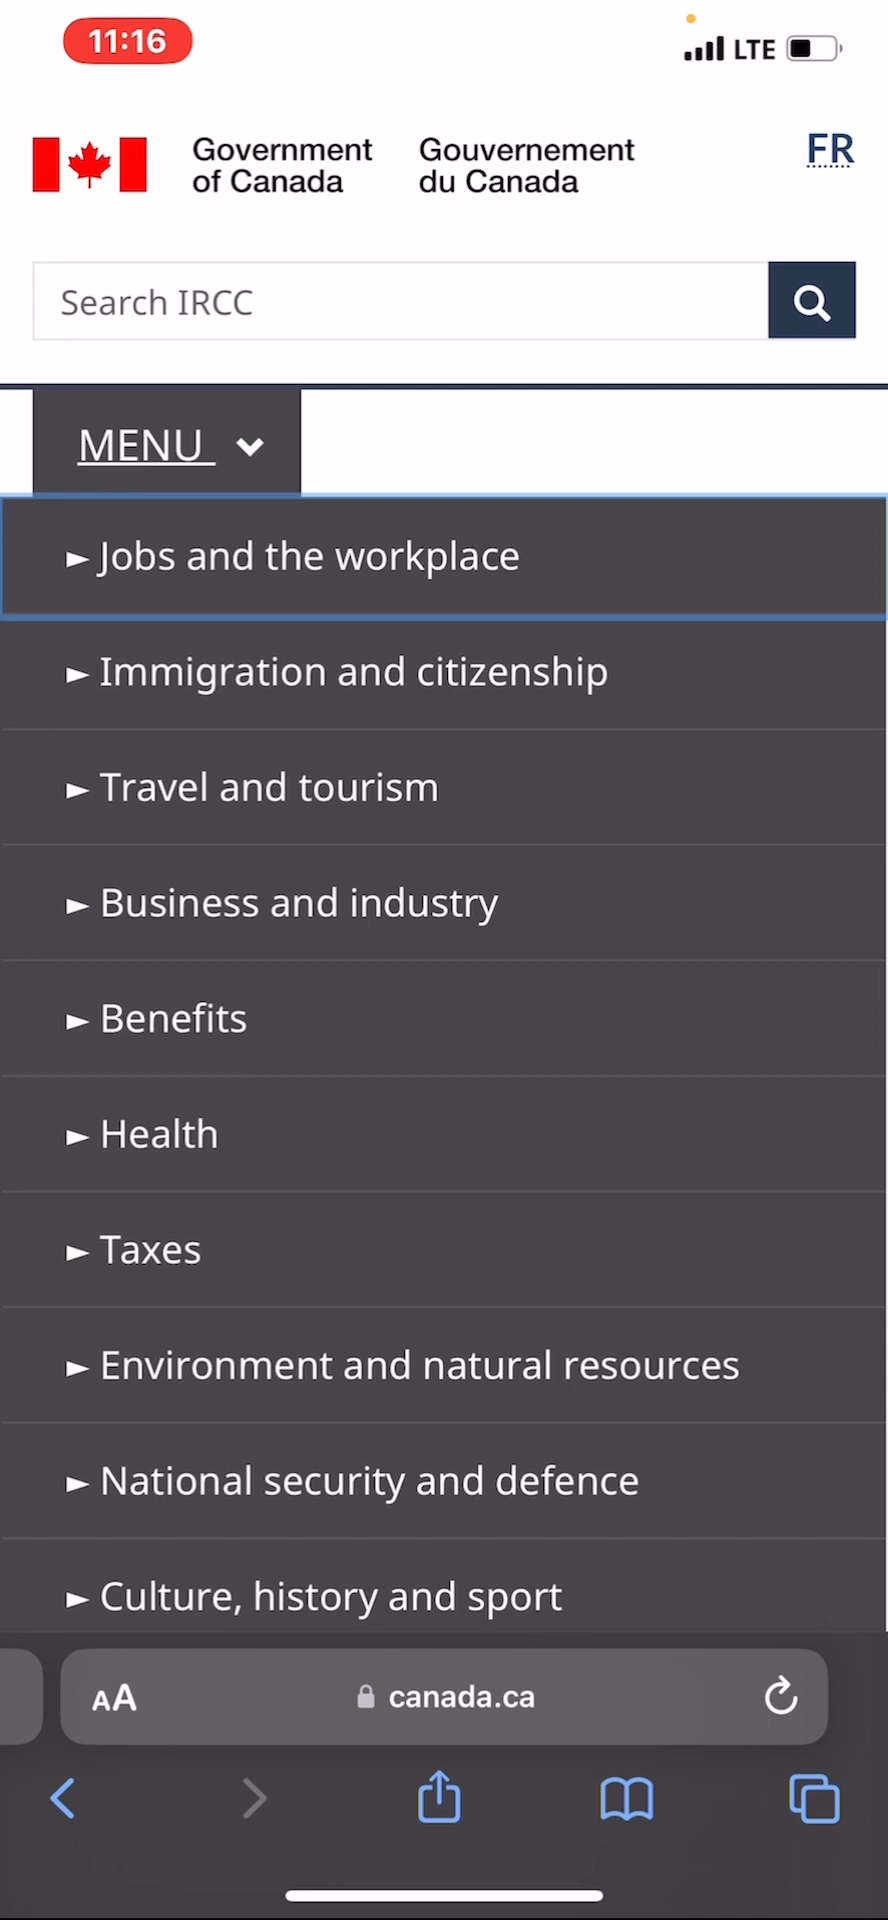 11:16
LTE
Government
of Canada
Gouvernement
du Canada
FR
Search IRCC
MENU
Jobs and the workplace
Immigration and citizenship
Travel and tourism
Business and industry
Benefits
Health
Taxes
Environment and natural resources
National security and defence
Culture, history and sport
AA
canada.ca